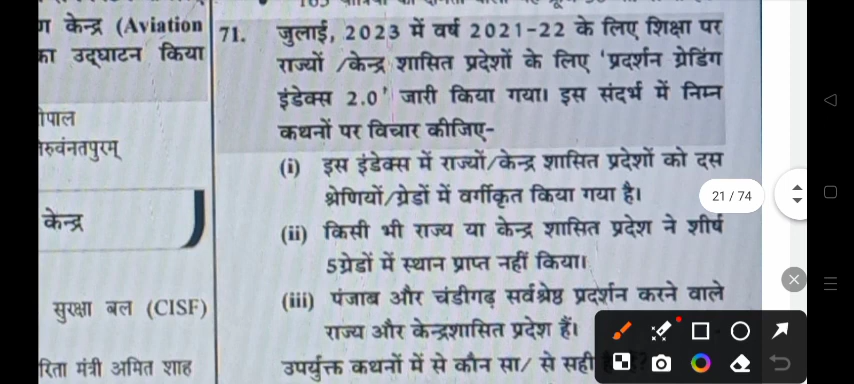 ण केन्द्र (Aviation
का उद्घाटन किया
ोपाल
रुवंनतपुरम्
केन्द्र
सुरक्षा बल (CISF)
रिता मंत्री अमित शाह
71. जुलाई, 2023 में वर्ष 2021-22 के लिए शिक्षा पर
राज्यों /केन्द्र शासित प्रदेशों के लिए 'प्रदर्शन ग्रेडिंग
इंडेक्स 2.0' जारी किया गया। इस संदर्भ में निम्न
कथनों पर विचार कीजिए-
(i) इस इंडेक्स में राज्यों/केन्द्र शासित प्रदेशों को दस
श्रेणियों/ग्रेडों में वर्गीकृत किया गया है।
(ii) किसी भी राज्य या केन्द्र शासित प्रदेश ने शीर्ष
5ग्रेडों में स्थान प्राप्त नहीं किया।
(iii) पंजाब और चंडीगढ़ सर्वश्रेष्ठ प्रदर्शन करने वाले
राज्य और केन्द्रशासित प्रदेश हैं।
उपर्युक्त कथनों में से कौन सा/ से सही
21 / 74